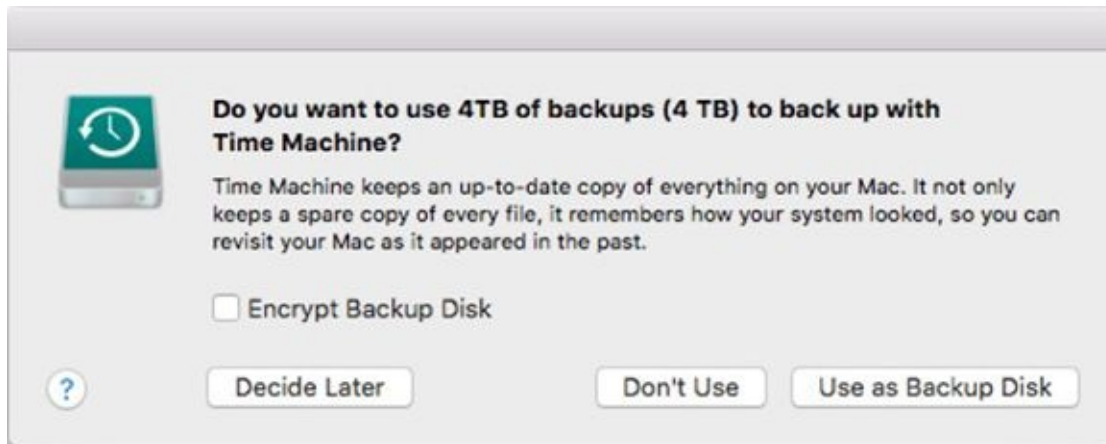 Do you want to use 4TB of backups (4 TB) to back up with
Time Machine?
Time Machine keeps an up-to-date copy of everything on your Mac. It not only
keeps a spare copy of every file, it remembers how your system looked, so you can
revisit your Mac as it appeared in the past.
Encrypt Backup Disk
?
Decide Later
Don't Use
Use as Backup Disk